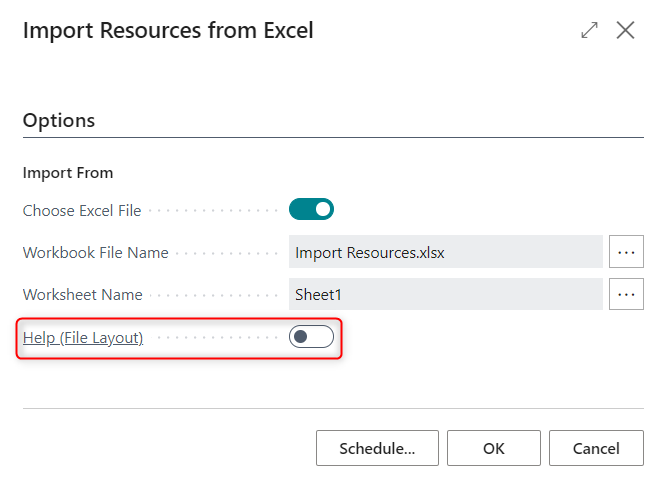 Import Resources from Excel
Options
Import From
Choose Excel File
Workbook File Name Import Resources.xlsx ...
Worksheet Name Sheet1 ...
Help (File Layout)
Schedule... OK Cancel